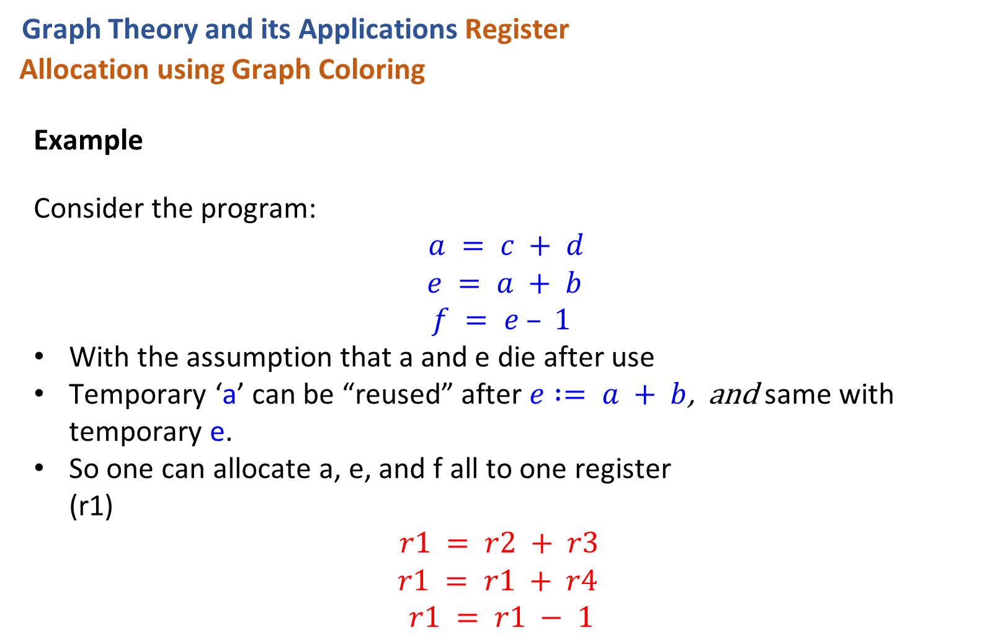 Graph Theory and its Applications Register
Allocation using Graph Coloring
Example
Consider the program:
a = c + d
e = a + b
f = e – 1
• With the assumption that a and e die after use
• Temporary ‘a’ can be “reused” after e := a + b, and same with
temporary e.
• So one can allocate a, e, and f all to one register
(r1)
r1 = r2 + r3
r1 = r1 + r4
r1 = r1 − 1